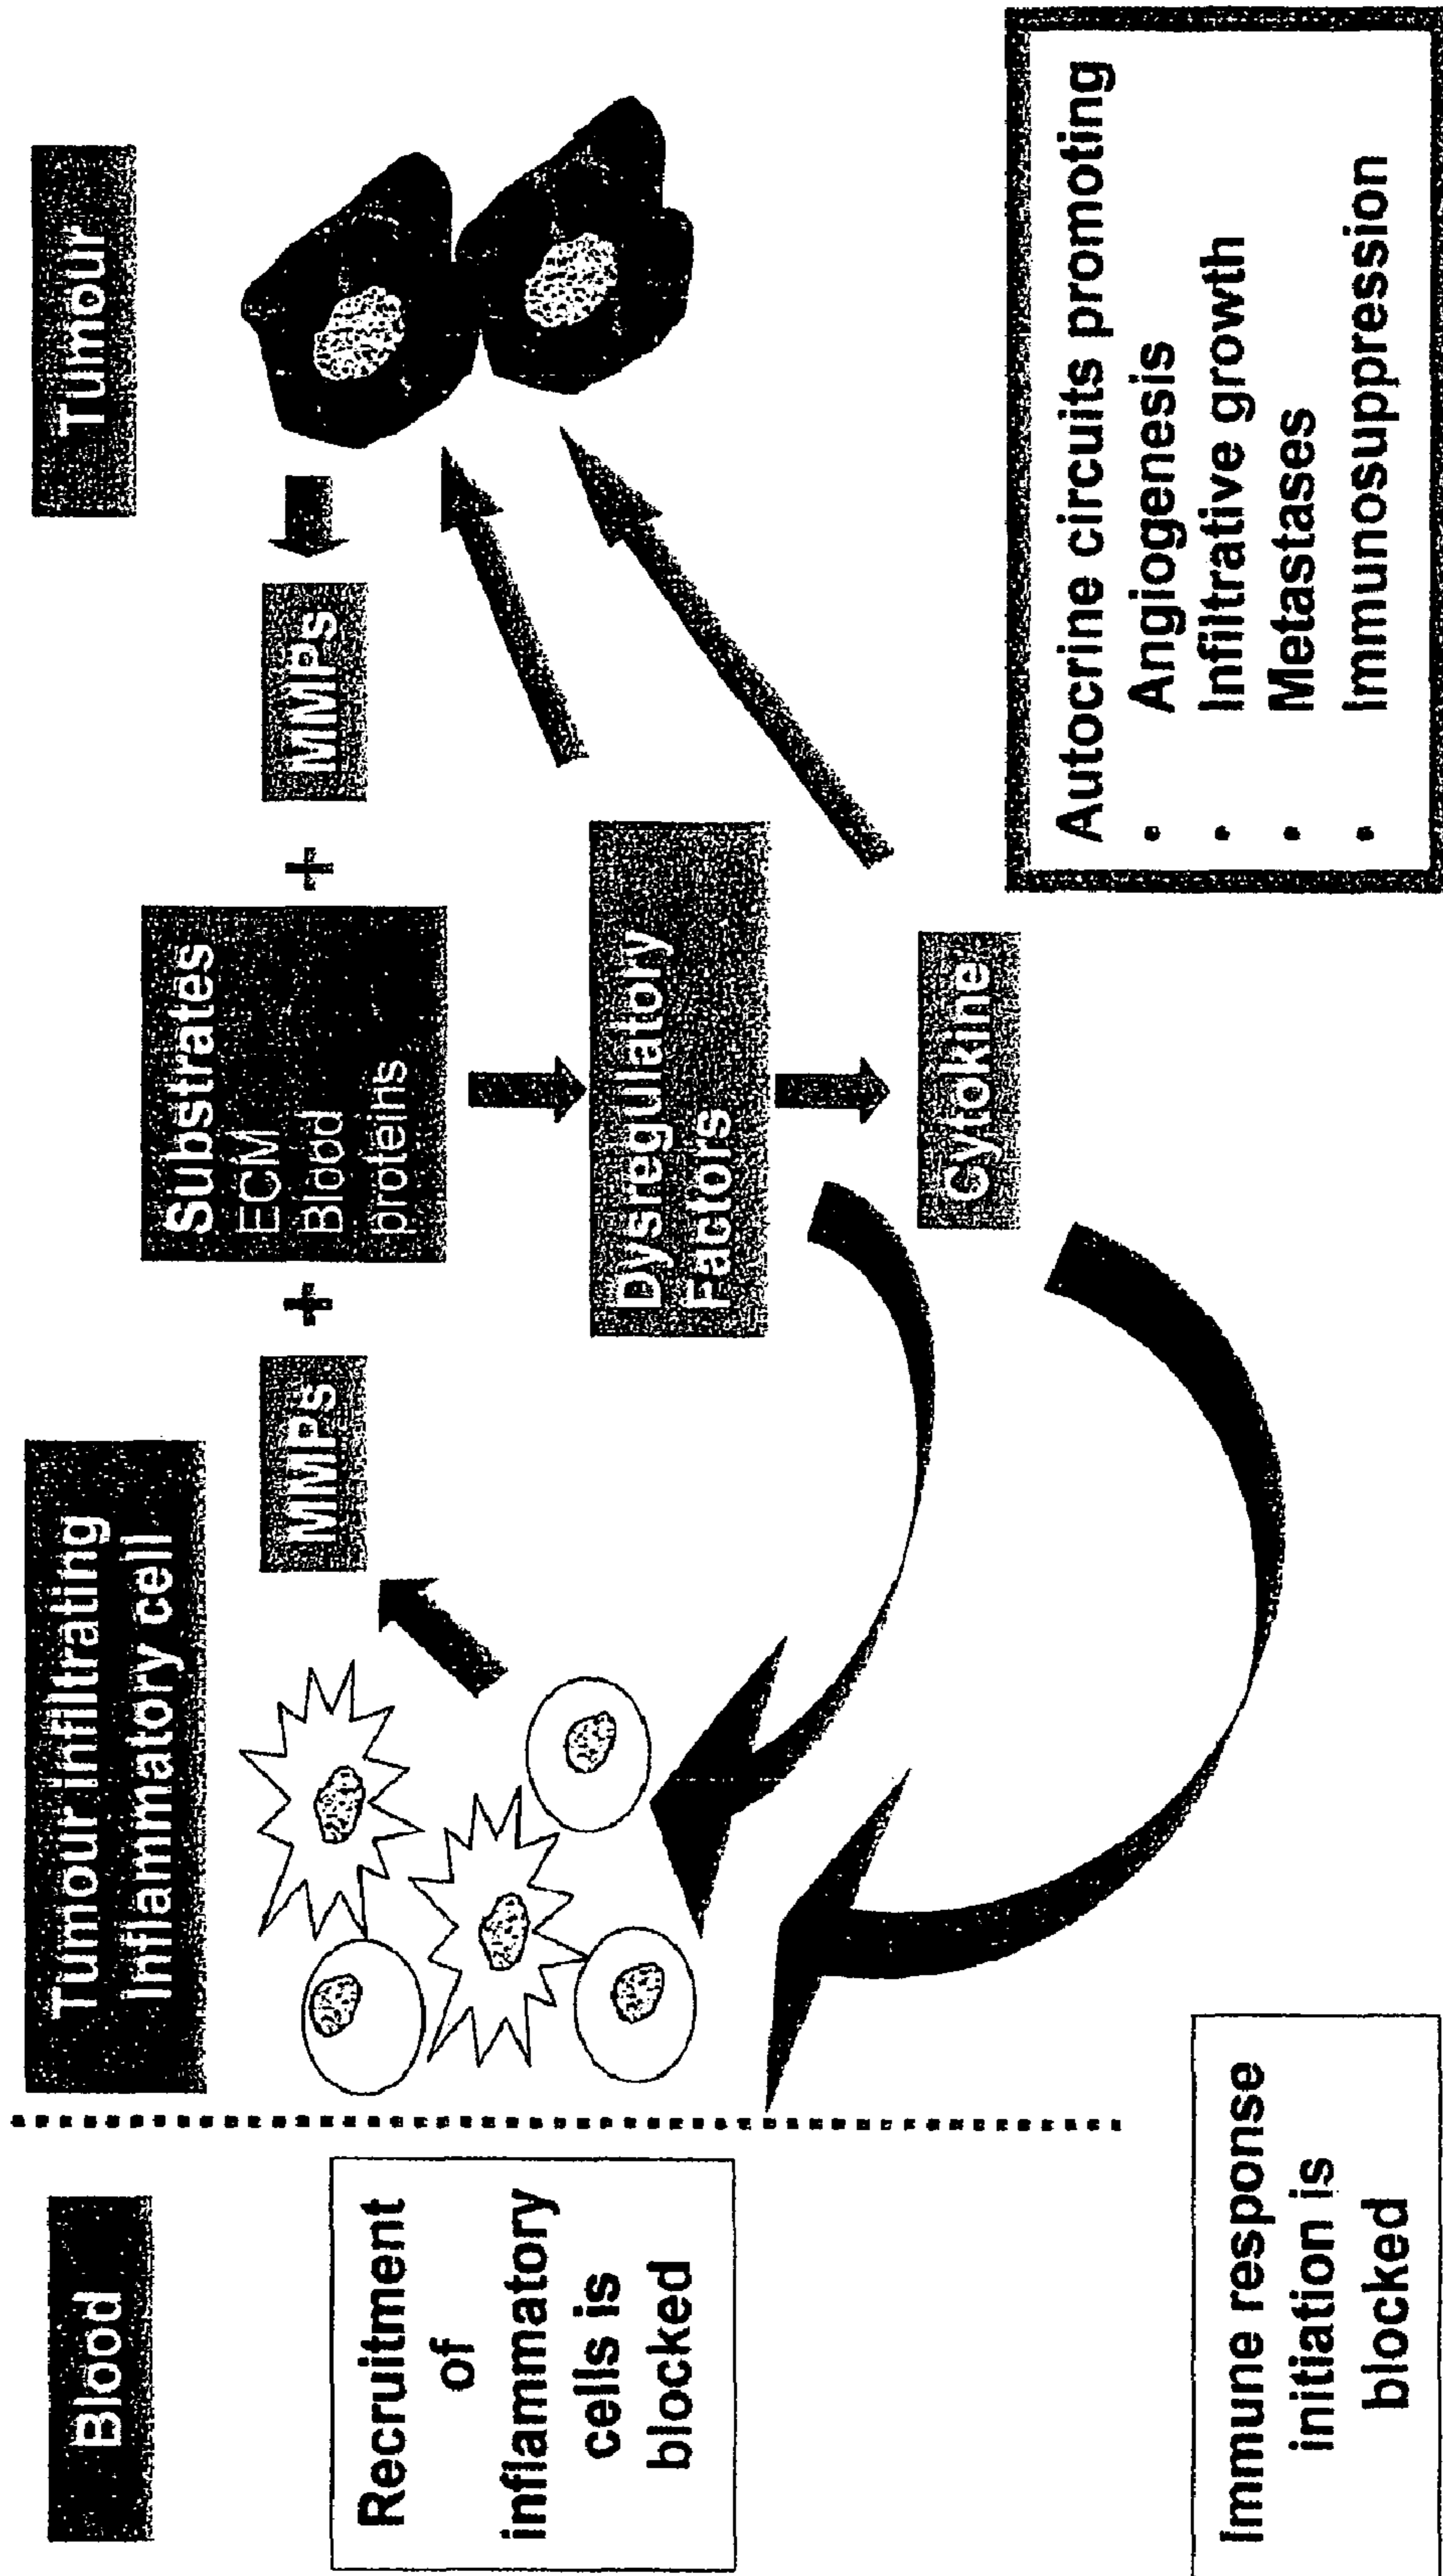 Blood
Tumour infiltrating
inflammatory cell
Tumour
Recruitment
of
inflammatory
cells is
blocked
MMPs
+
Substrates
ECM
Blood
proteins
+
MMPs
Dysregulatory
Factors
Cytokine
Immune response
initiation is
blocked
Autocrine circuits promoting
• Angiogenesis
• Infiltrative growth
• Metastases
• Immunosuppression